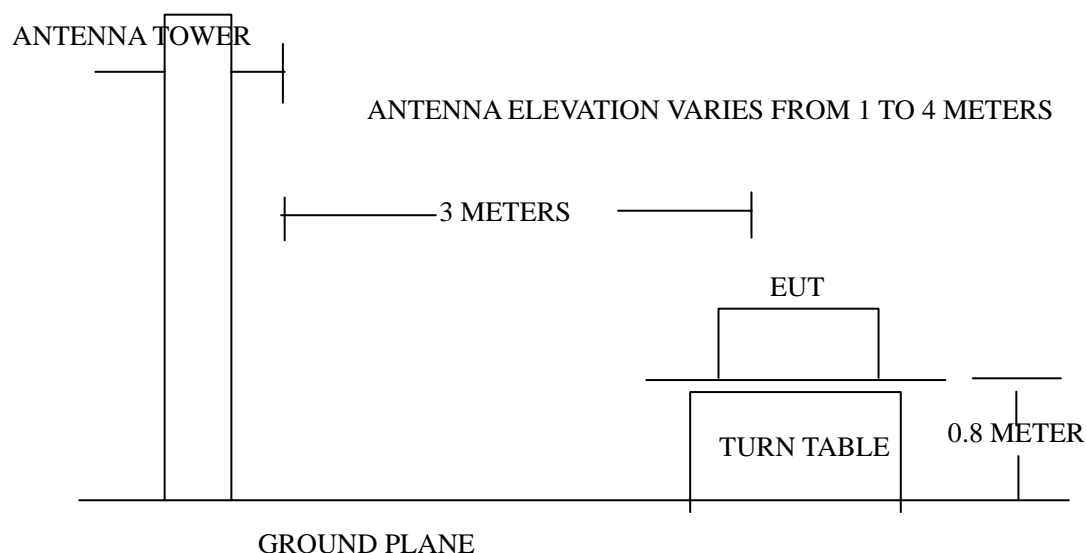 ANTENNA TOWER
ANTENNA ELEVATION VARIES FROM 1 TO 4 METERS
3 METERS
EUT
TURN TABLE
0.8 METER
GROUND PLANE